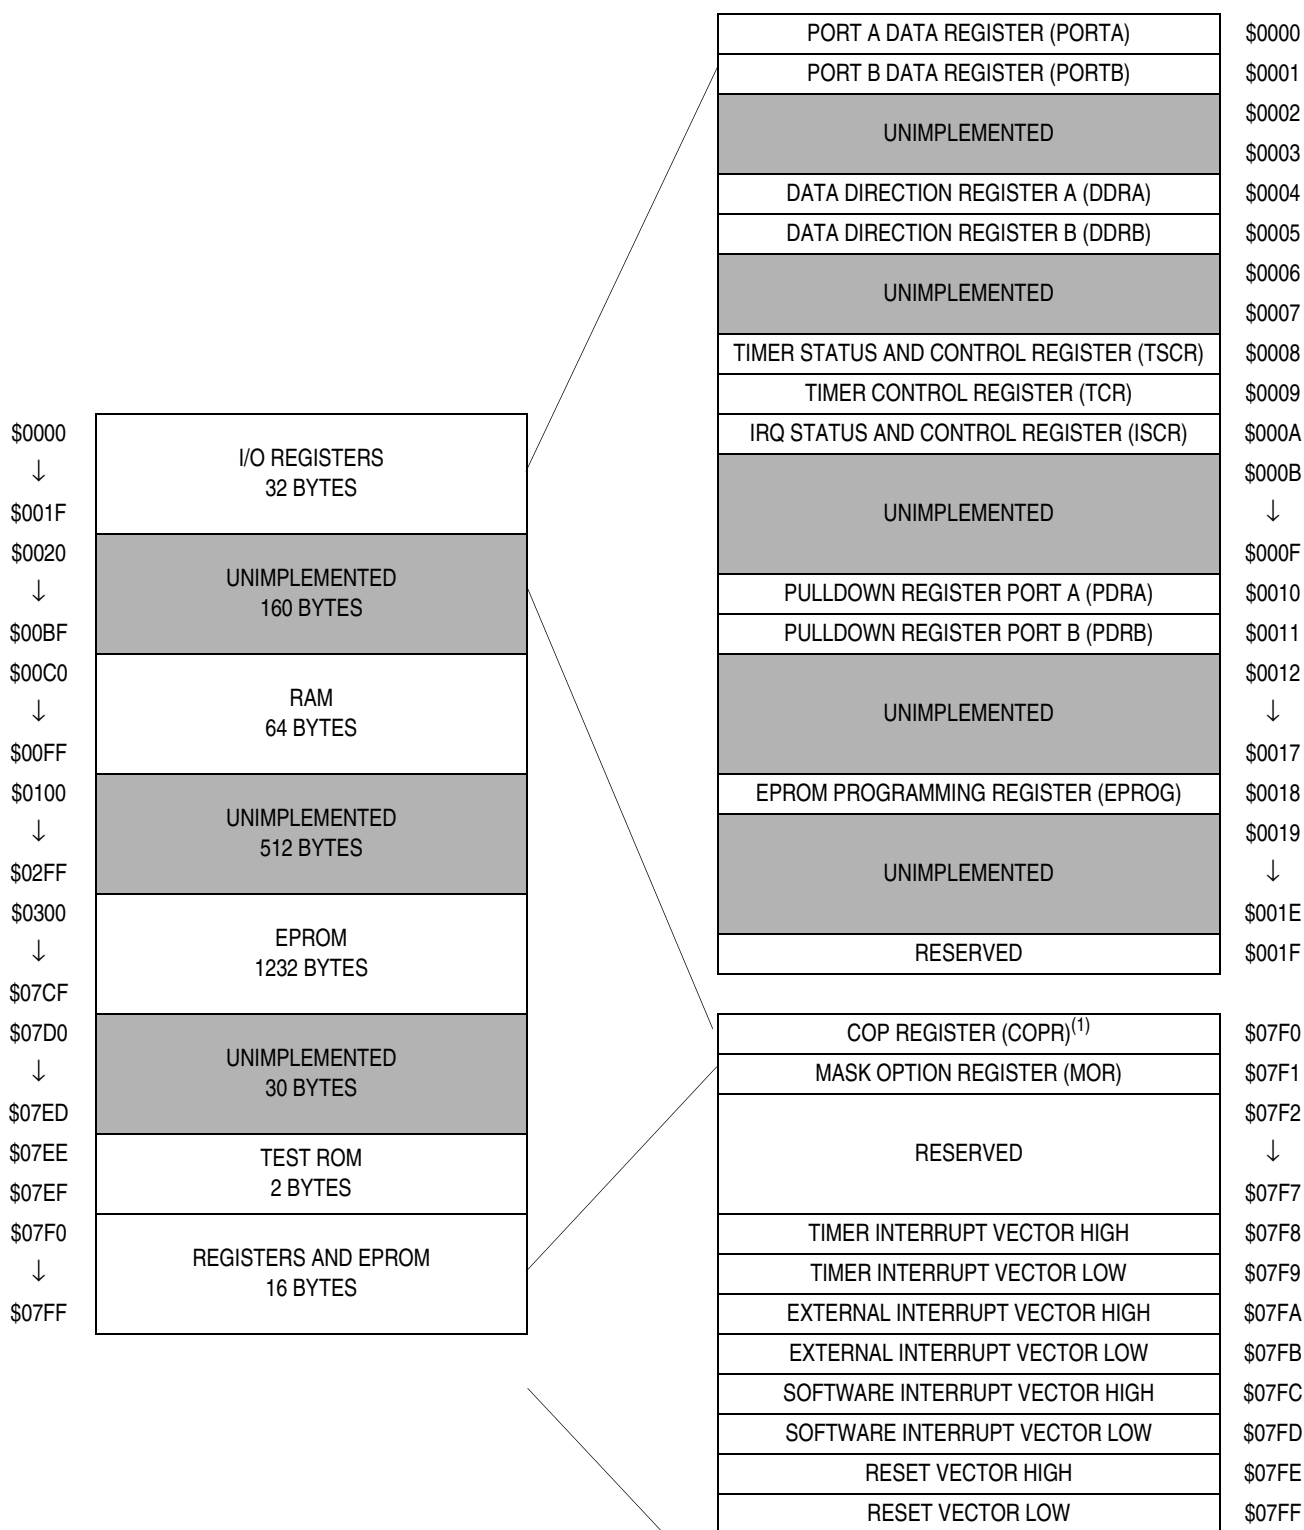 $0000
↓
$001F
I/O REGISTERS
32 BYTES
$0020
↓
$00BF
UNIMPLEMENTED
160 BYTES
$00C0
↓
$00FF
RAM
64 BYTES
$0100
↓
$02FF
UNIMPLEMENTED
512 BYTES
$0300
↓
$07CF
EPROM
1232 BYTES
$07D0
↓
$07ED
UNIMPLEMENTED
30 BYTES
$07EE
$07EF
TEST ROM
2 BYTES
$07F0
↓
$07FF
REGISTERS AND EPROM
16 BYTES
PORT A DATA REGISTER (PORTA) $0000
PORT B DATA REGISTER (PORTB) $0001
$0002
UNIMPLEMENTED
$0003
DATA DIRECTION REGISTER A (DDRA) $0004
DATA DIRECTION REGISTER B (DDRB) $0005
$0006
UNIMPLEMENTED
$0007
TIMER STATUS AND CONTROL REGISTER (TSCR) $0008
TIMER CONTROL REGISTER (TCR) $0009
IRQ STATUS AND CONTROL REGISTER (ISCR) $000A
$000B
UNIMPLEMENTED ↓
$000F
PULLDOWN REGISTER PORT A (PDRA) $0010
PULLDOWN REGISTER PORT B (PDRB) $0011
$0012
UNIMPLEMENTED ↓
$0017
EPROM PROGRAMMING REGISTER (EPROG) $0018
$0019
UNIMPLEMENTED ↓
$001E
RESERVED $001F
COP REGISTER (COPR)(1) $07F0
MASK OPTION REGISTER (MOR) $07F1
$07F2
RESERVED ↓
$07F7
TIMER INTERRUPT VECTOR HIGH $07F8
TIMER INTERRUPT VECTOR LOW $07F9
EXTERNAL INTERRUPT VECTOR HIGH $07FA
EXTERNAL INTERRUPT VECTOR LOW $07FB
SOFTWARE INTERRUPT VECTOR HIGH $07FC
SOFTWARE INTERRUPT VECTOR LOW $07FD
RESET VECTOR HIGH $07FE
RESET VECTOR LOW $07FF